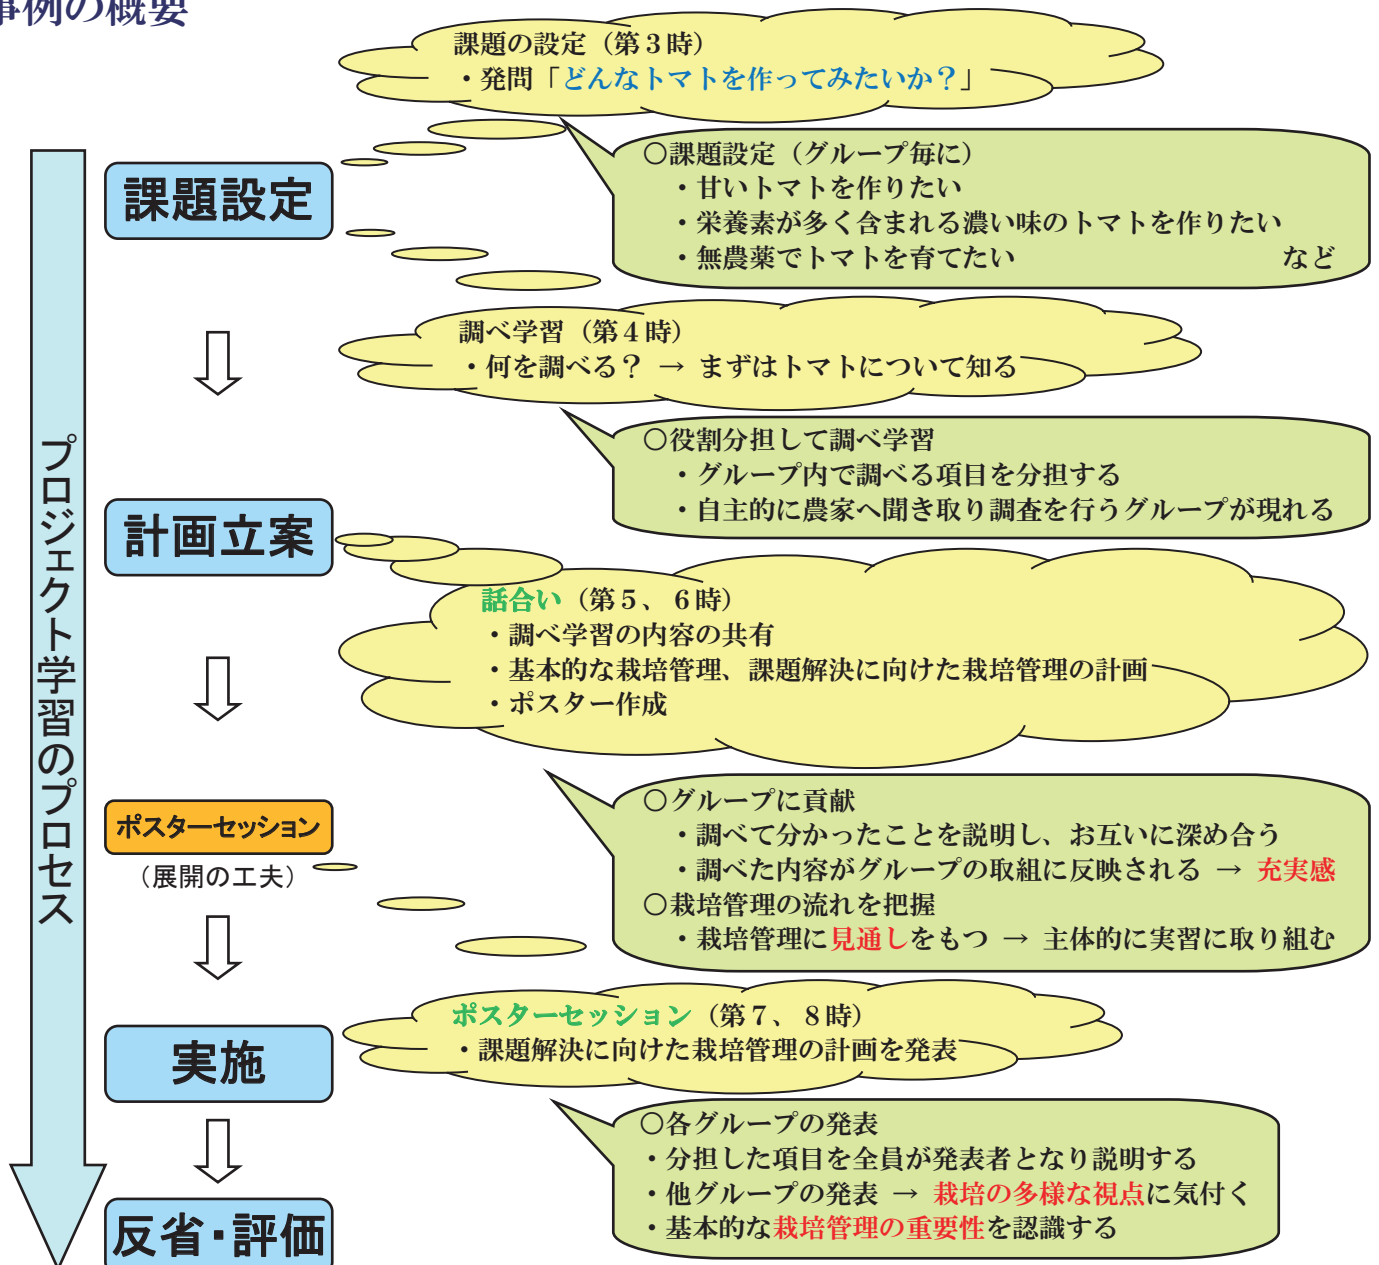 事例の概要
課題の設定（第３時）
・発問「どんなトマトを作ってみたいか？」
○課題設定（グループ毎に）
・甘いトマトを作りたい
・栄養素が多く含まれる濃い味のトマトを作りたい
・無農薬でトマトを育てたい　など
課題設定
調べ学習（第４時）
・何を調べる？ → まずはトマトについて知る
○役割分担して調べ学習
・グループ内で調べる項目を分担する
・自主的に農家へ聞き取り調査を行うグループが現れる
プロジェクト学習のプロセス
計画立案
話合い（第５、６時）
・調べ学習の内容の共有
・基本的な栽培管理、課題解決に向けた栽培管理の計画
・ポスター作成
○グループに貢献
・調べて分かったことを説明し、お互いに深め合う
・調べた内容がグループの取組に反映される → 充実感
○栽培管理の流れを把握
・栽培管理に見通しをもつ → 主体的に実習に取り組む
ポスターセッション
（展開の工夫）
ポスターセッション（第７、８時）
・課題解決に向けた栽培管理の計画を発表
実施
○各グループの発表
・分担した項目を全員が発表者となり説明する
・他グループの発表 → 栽培の多様な視点に気付く
・基本的な栽培管理の重要性を認識する
反省・評価